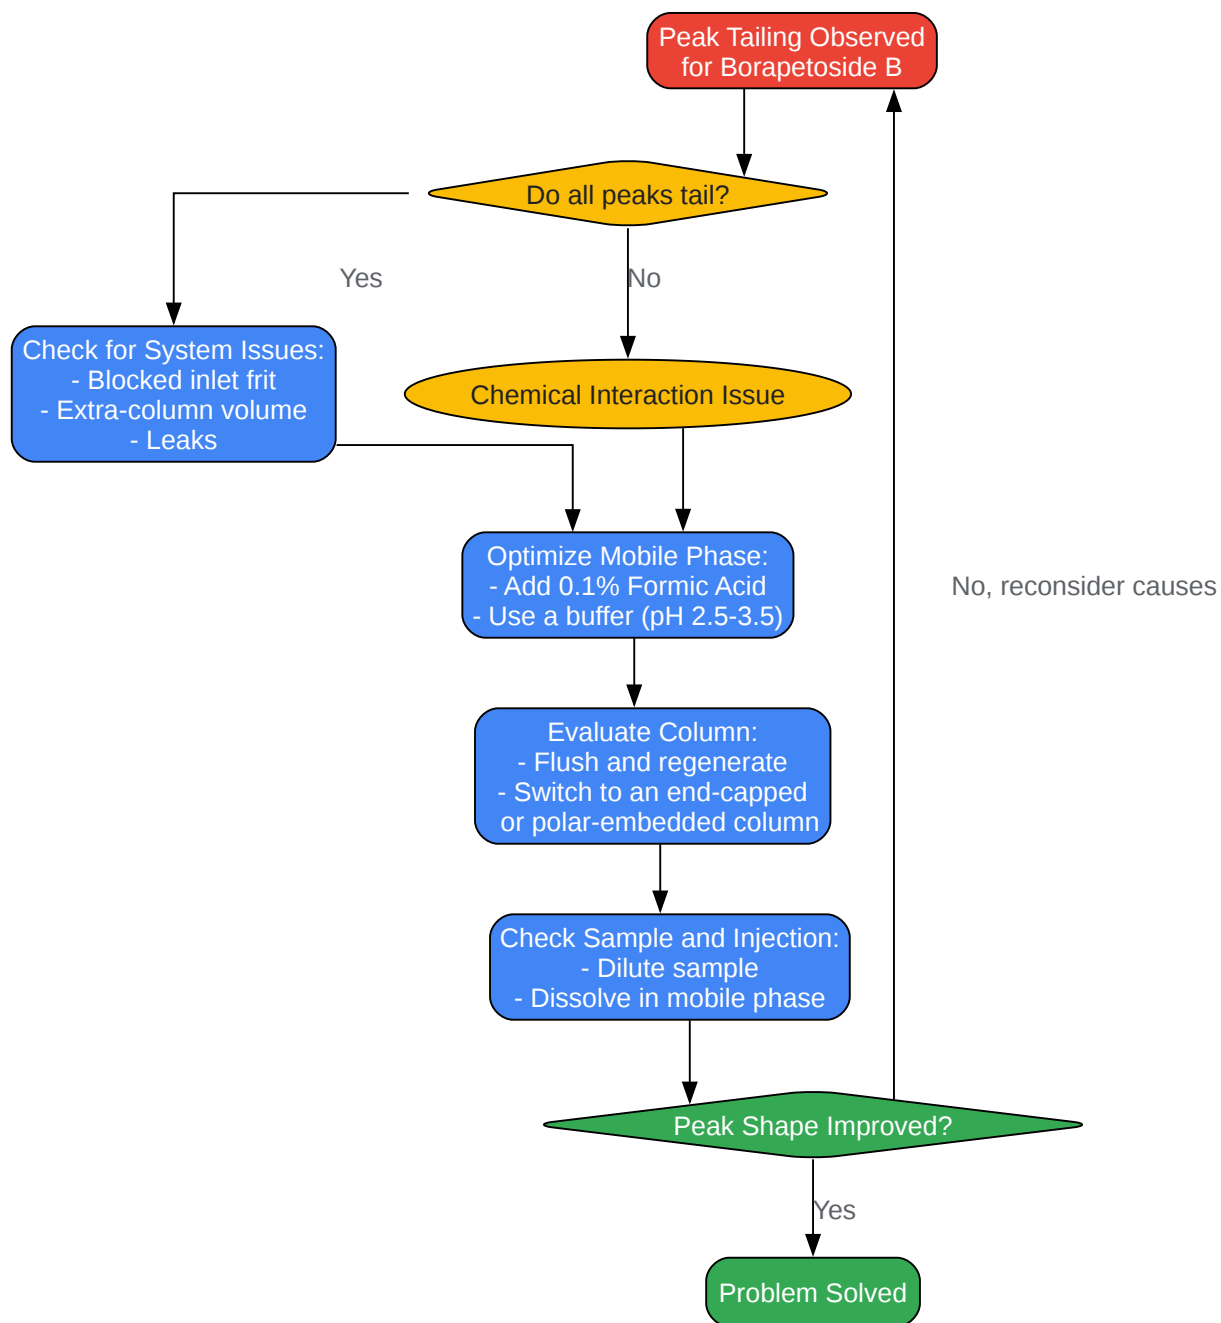 Peak Tailing Observed
for Borapetoside B
Do all peaks tail?
Yes
No
Check for System Issues:
- Blocked inlet frit
- Extra-column volume
- Leaks
Chemical Interaction Issue
Optimize Mobile Phase:
- Add 0.1% Formic Acid
- Use a buffer (pH 2.5-3.5)
No, reconsider causes
Evaluate Column:
- Flush and regenerate
- Switch to an end-capped
or polar-embedded column
Check Sample and Injection:
- Dilute sample
- Dissolve in mobile phase
Peak Shape Improved?
Yes
Problem Solved